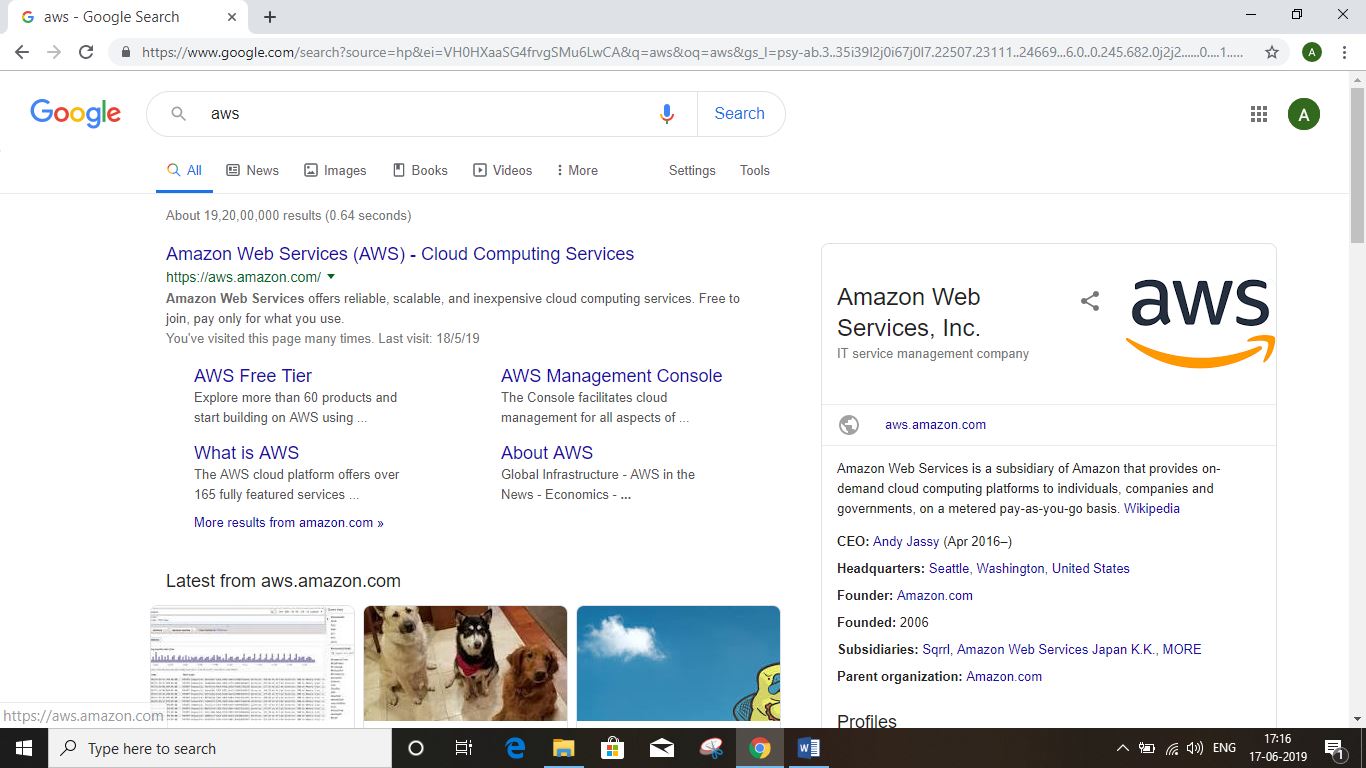 aws - Google Search
https://www.google.com/search?source=hp&ei=VH0HXaaSG4frvgSMu6LwCA&q=aws&oq=aws&gs_l=psy-ab.3..35i39l2j0i67j0l7.22507.23111..24669...6.0..0.245.682.0j2j2......0....1.....
A
Google
aws
Search
A
All
News
Images
Books
Videos
More
Settings
Tools
About 19,20,00,000 results (0.64 seconds)
Amazon Web Services (AWS) - Cloud Computing Services
https://aws.amazon.com/
Amazon Web Services offers reliable, scalable, and inexpensive cloud computing services. Free to
join, pay only for what you use.
You've visited this page many times. Last visit: 18/5/19
AWS Free Tier
Explore more than 60 products and
start building on AWS using ...
AWS Management Console
The Console facilitates cloud
management for all aspects of ...
What is AWS
The AWS cloud platform offers over
165 fully featured services ...
About AWS
Global Infrastructure - AWS in the
News - Economics - ...
More results from amazon.com »
Latest from aws.amazon.com
Amazon Web
Services, Inc.
IT service management company
aws
aws.amazon.com
Amazon Web Services is a subsidiary of Amazon that provides on-
demand cloud computing platforms to individuals, companies and
governments, on a metered pay-as-you-go basis. Wikipedia
CEO: Andy Jassy (Apr 2016–)
Headquarters: Seattle, Washington, United States
Founder: Amazon.com
Founded: 2006
Subsidiaries: Sqrrl, Amazon Web Services Japan K.K., MORE
Parent organization: Amazon.com
Profiles
https://aws.amazon.com
Type here to search
ENG
17:16
17-06-2019
1